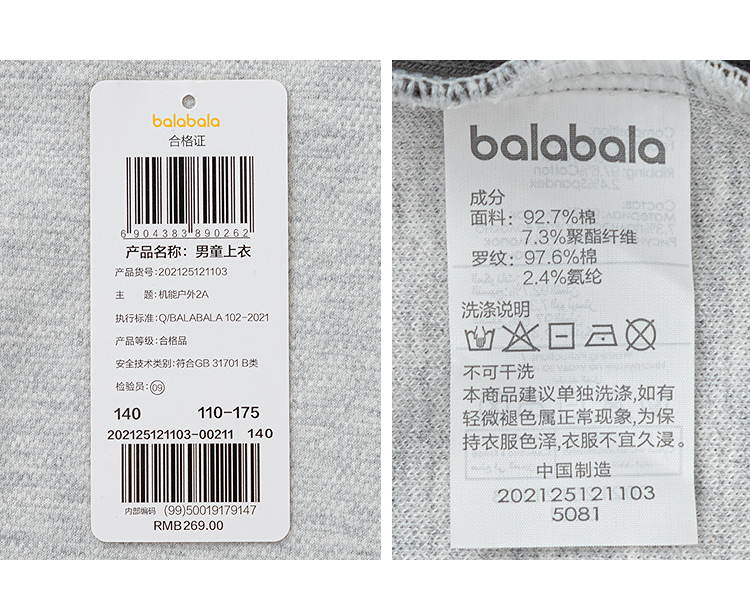 balabala
合格证
6904383890262
产品名称：男童上衣
产品货号：202125121103
主 题：机能户外2A
执行标准：Q/BALABALA 102-2021
产品等级：合格品
安全技术类别：符合GB 31701 B类
检验员：09
140 110-175
202125121103-00211 140
内部编码 (99)50019179147
RMB269.00
balabala
成分
面料：92.7%棉
7.3%聚酯纤维
罗纹：97.6%棉
2.4%氨纶
洗涤说明
不可干洗
本商品建议单独洗涤,如有
轻微褪色属正常现象,为保
持衣服色泽,衣服不宜久浸。
中国制造
202125121103
5081